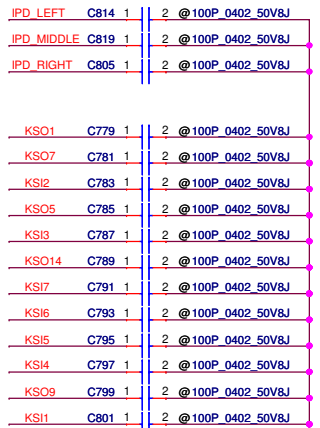 IPD_LEFT C814 1 2 @100P_0402_50V8J
IPD_MIDDLE C819 1 2 @100P_0402_50V8J
IPD_RIGHT C805 1 2 @100P_0402_50V8J
KSO1 C779 1 2 @100P_0402_50V8J
KSO7 C781 1 2 @100P_0402_50V8J
KSI2 C783 1 2 @100P_0402_50V8J
KSO5 C785 1 2 @100P_0402_50V8J
KSI3 C787 1 2 @100P_0402_50V8J
KSO14 C789 1 2 @100P_0402_50V8J
KSI7 C791 1 2 @100P_0402_50V8J
KSI6 C793 1 2 @100P_0402_50V8J
KSI5 C795 1 2 @100P_0402_50V8J
KSI4 C797 1 2 @100P_0402_50V8J
KSO9 C799 1 2 @100P_0402_50V8J
KSI1 C801 1 2 @100P_0402_50V8J